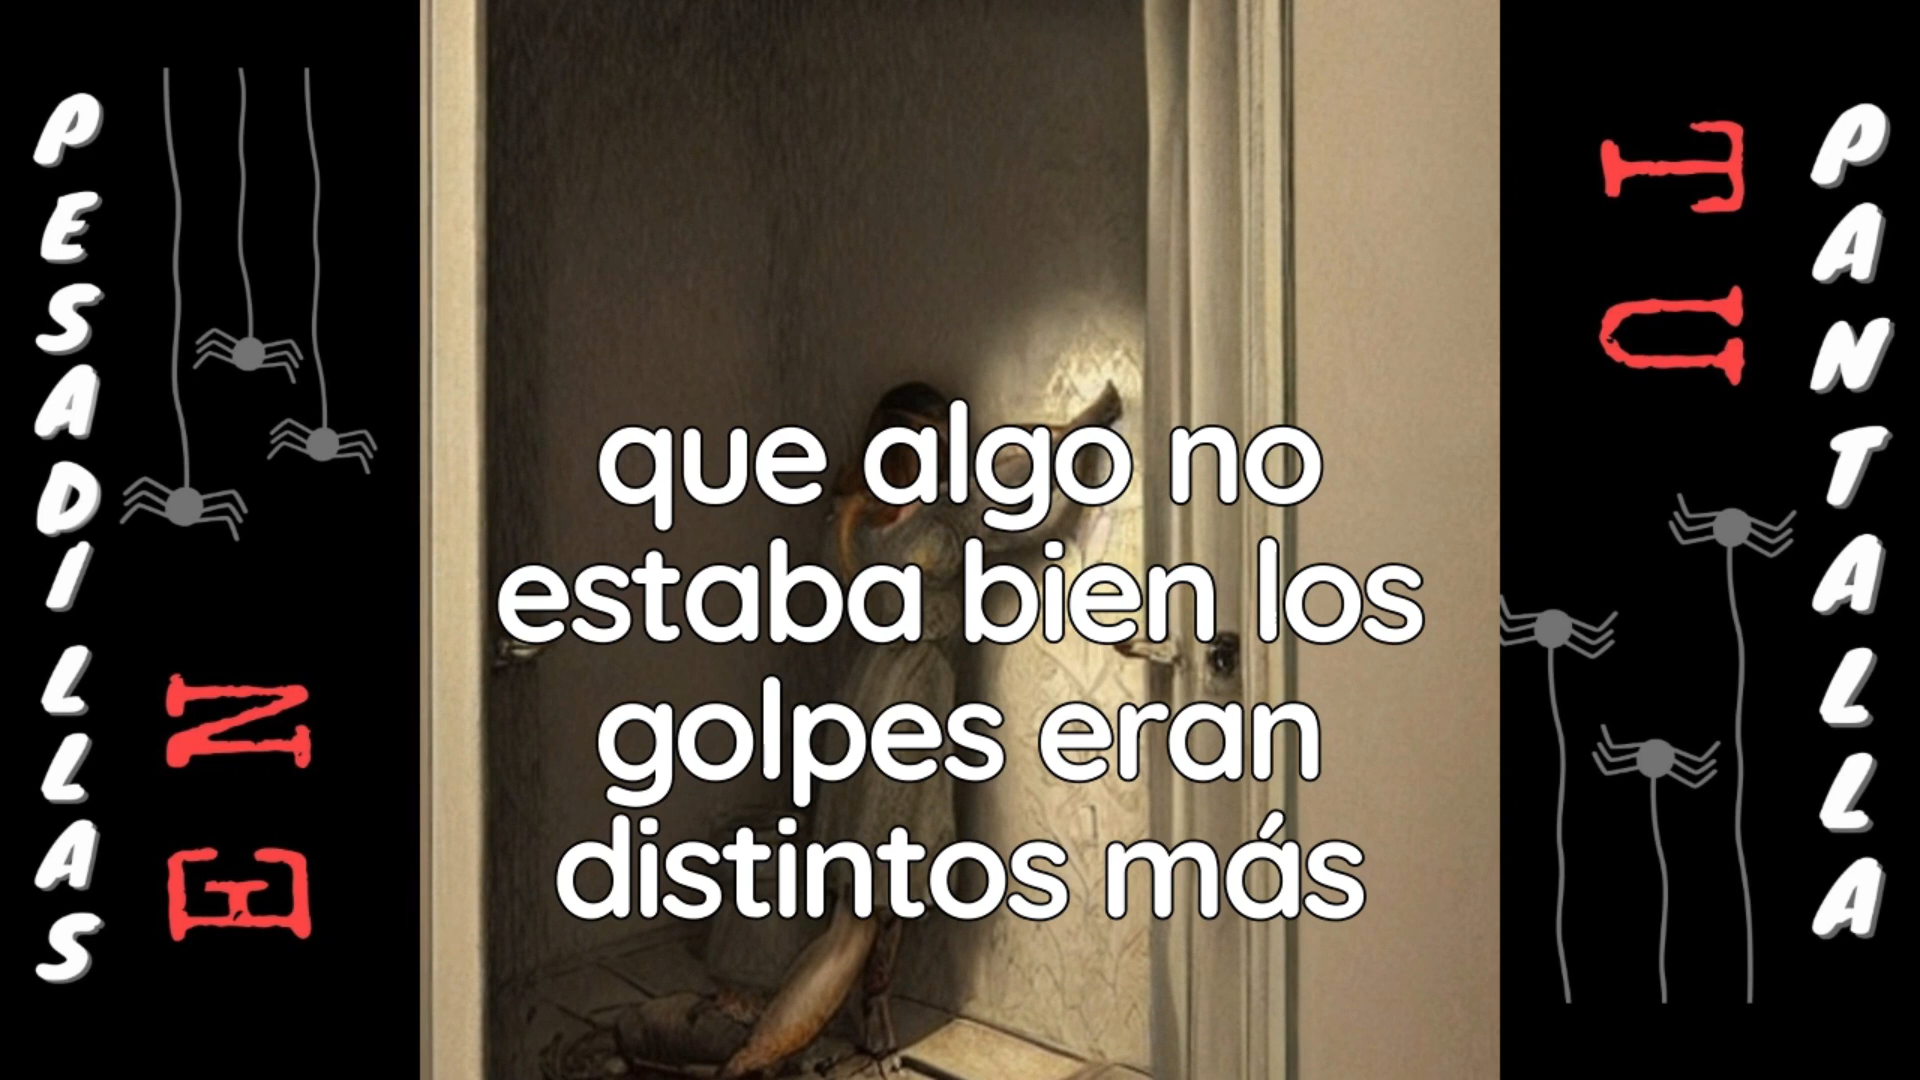 PESADILLAS
EN
que algo no
estaba bien los
golpes eran
distintos más
TU
PANTALLA